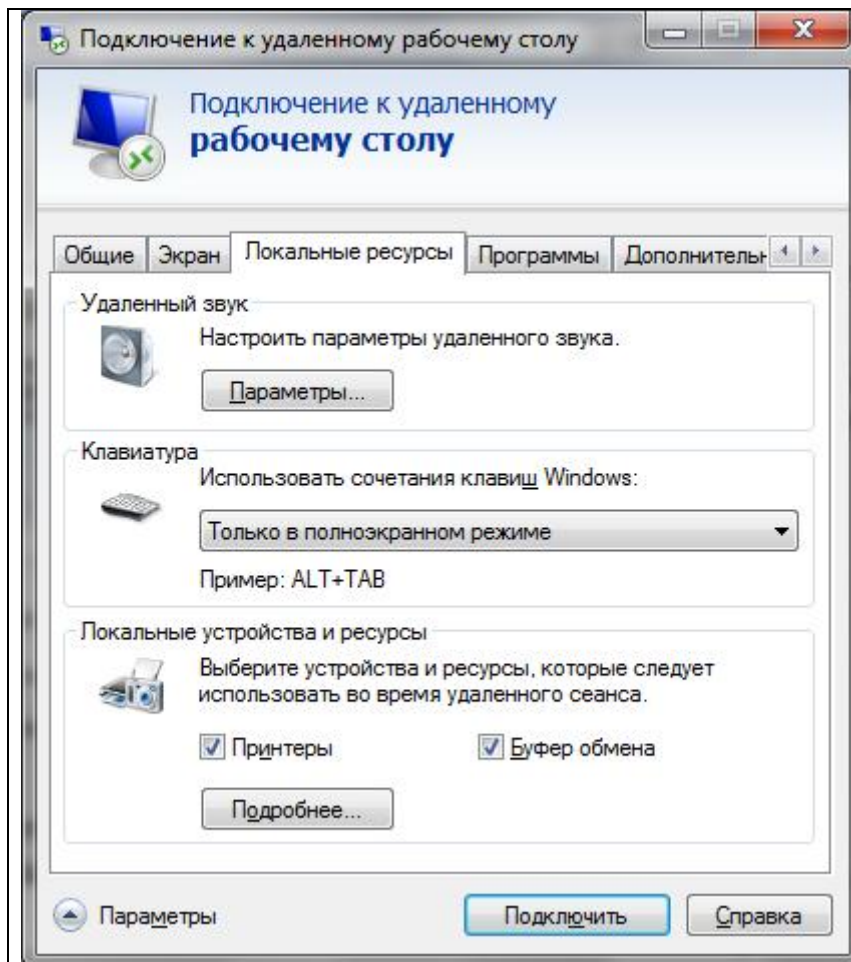 Подключение к удаленному рабочему столу
Подключение к удаленному
рабочему столу
Общие Экран Локальные ресурсы Программы Дополнительн
Удаленный звук
Настроить параметры удаленного звука.
Параметры...
Клавиатура
Использовать сочетания клавиш Windows:
Только в полноэкранном режиме
Пример: ALT+TAB
Локальные устройства и ресурсы
Выберите устройства и ресурсы, которые следует
использовать во время удаленного сеанса.
Принтеры Буфер обмена
Подробнее...
Параметры Подключить Справка